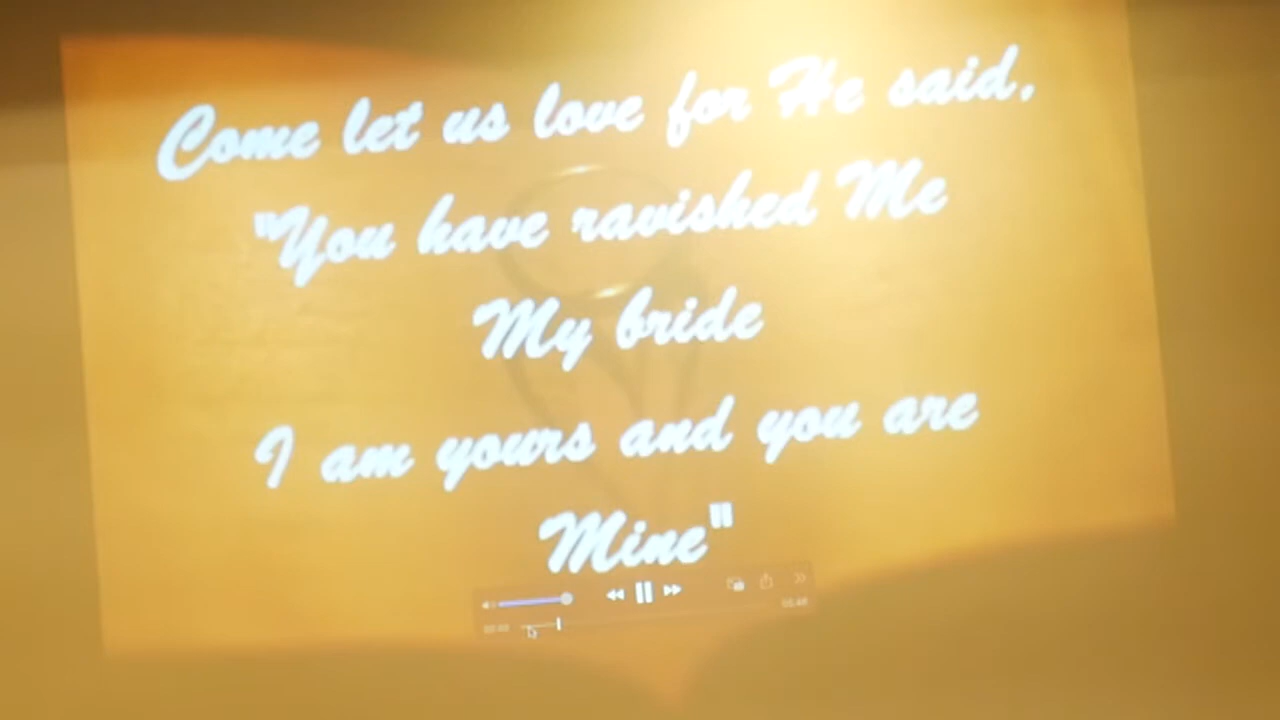 Come let us love for He said,
"You have ravished Me
My bride
I am yours and you are
Mine"